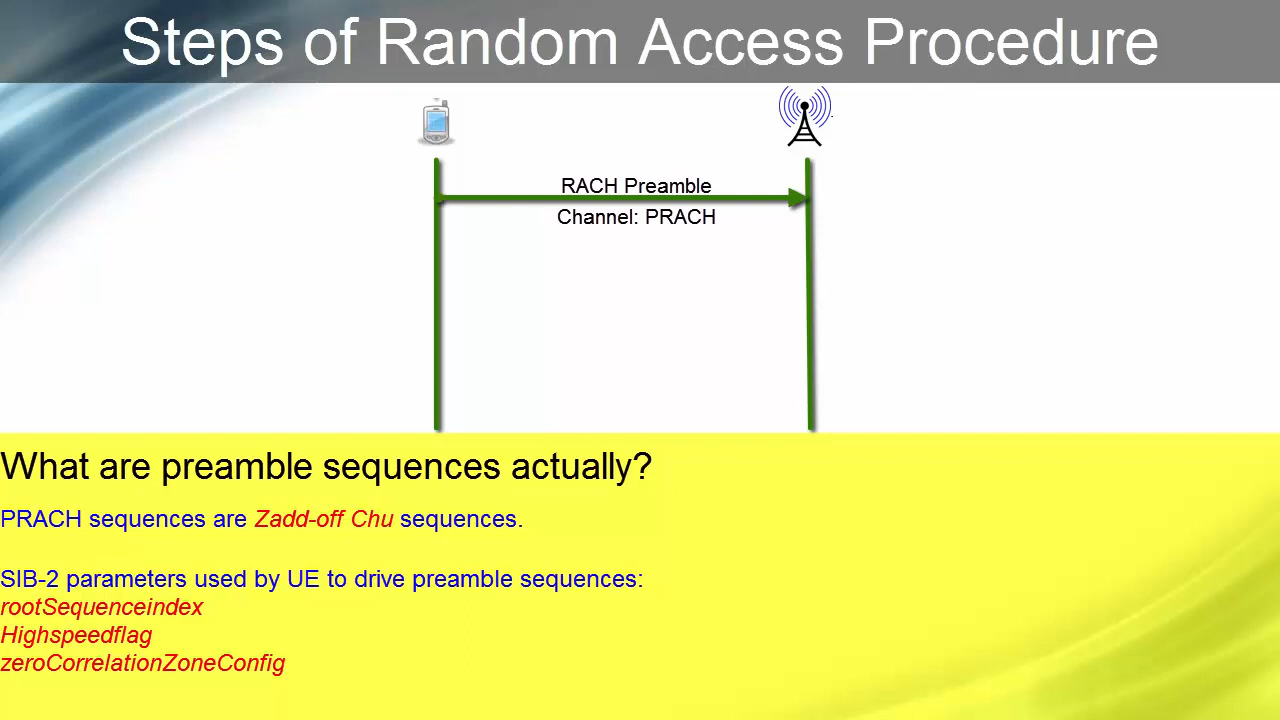 Steps of Random Access Procedure
RACH Preamble
Channel: PRACH
What are preamble sequences actually?
PRACH sequences are Zadd-off Chu sequences.
SIB-2 parameters used by UE to drive preamble sequences:
rootSequenceindex
Highspeedflag
zeroCorrelationZoneConfig